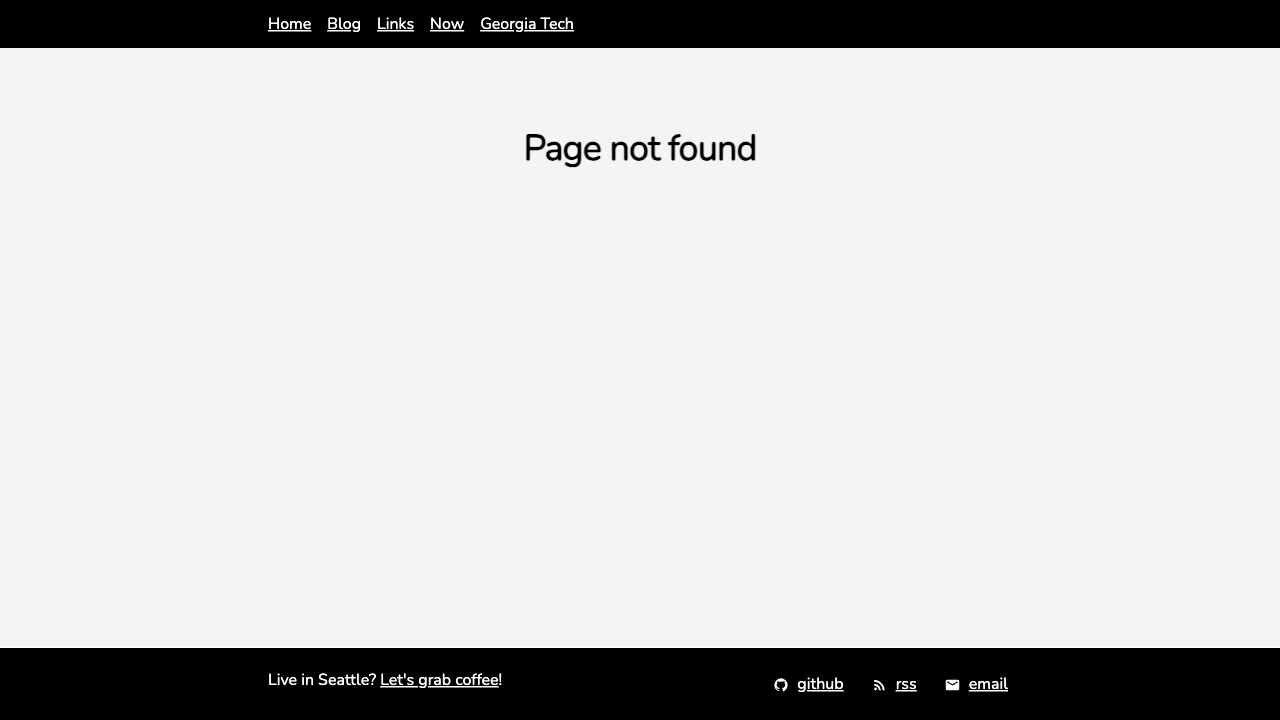 Home Blog Links Now Georgia Tech
Page not found
Live in Seattle? Let's grab coffee!
github rss email